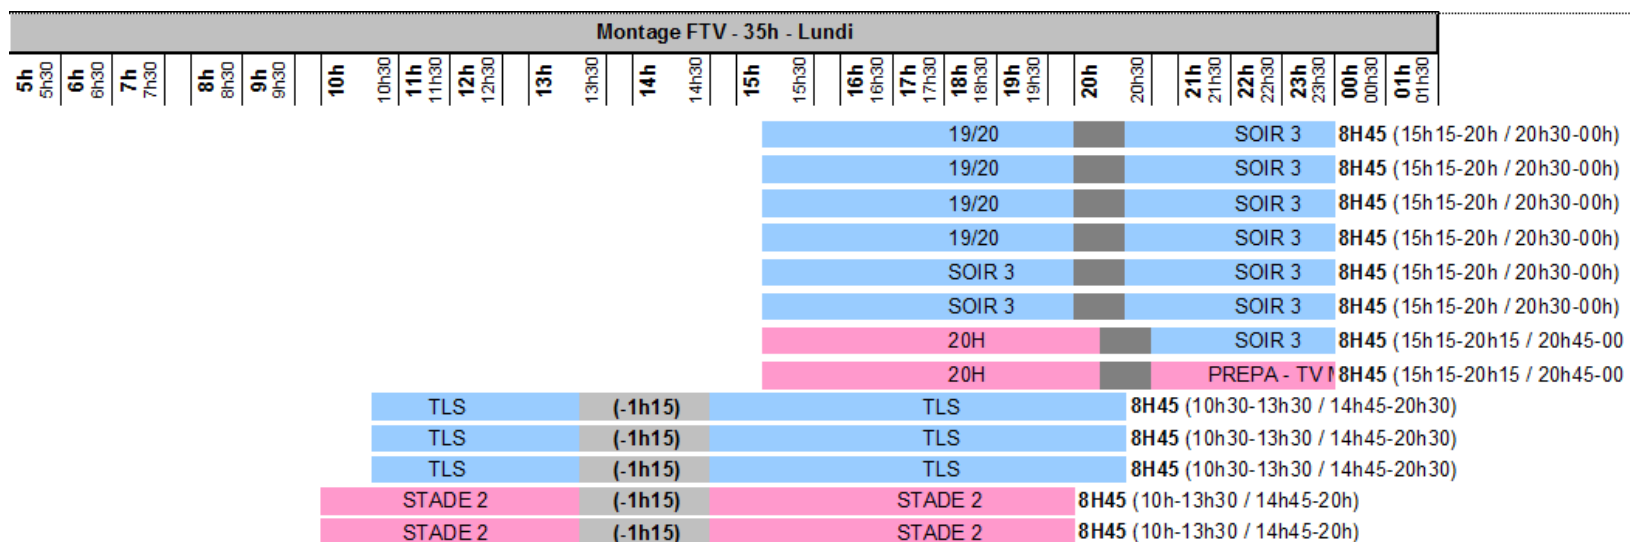 Montage FTV - 35h - Lundi
5h 5h30 6h 6h30 7h 7h30 8h 8h30 9h 9h30 10h 10h30 11h 11h30 12h 12h30 13h 13h30 14h 14h30 15h 15h30 16h 16h30 17h 17h30 18h 18h30 19h 19h30 20h 20h30 21h 21h30 22h 22h30 23h 23h30 00h 00h30 01h 01h30
19/20 SOIR 3 8H45 (15h15-20h / 20h30-00h)
19/20 SOIR 3 8H45 (15h15-20h / 20h30-00h)
19/20 SOIR 3 8H45 (15h15-20h / 20h30-00h)
19/20 SOIR 3 8H45 (15h15-20h / 20h30-00h)
SOIR 3 SOIR 3 8H45 (15h15-20h / 20h30-00h)
SOIR 3 SOIR 3 8H45 (15h15-20h / 20h30-00h)
20H SOIR 3 8H45 (15h15-20h15 / 20h45-00
20H PREPA - TV 8H45 (15h15-20h15 / 20h45-00
TLS (-1h15) TLS 8H45 (10h30-13h30 / 14h45-20h30)
TLS (-1h15) TLS 8H45 (10h30-13h30 / 14h45-20h30)
TLS (-1h15) TLS 8H45 (10h30-13h30 / 14h45-20h30)
STADE 2 (-1h15) STADE 2 8H45 (10h-13h30 / 14h45-20h)
STADE 2 (-1h15) STADE 2 8H45 (10h-13h30 / 14h45-20h)